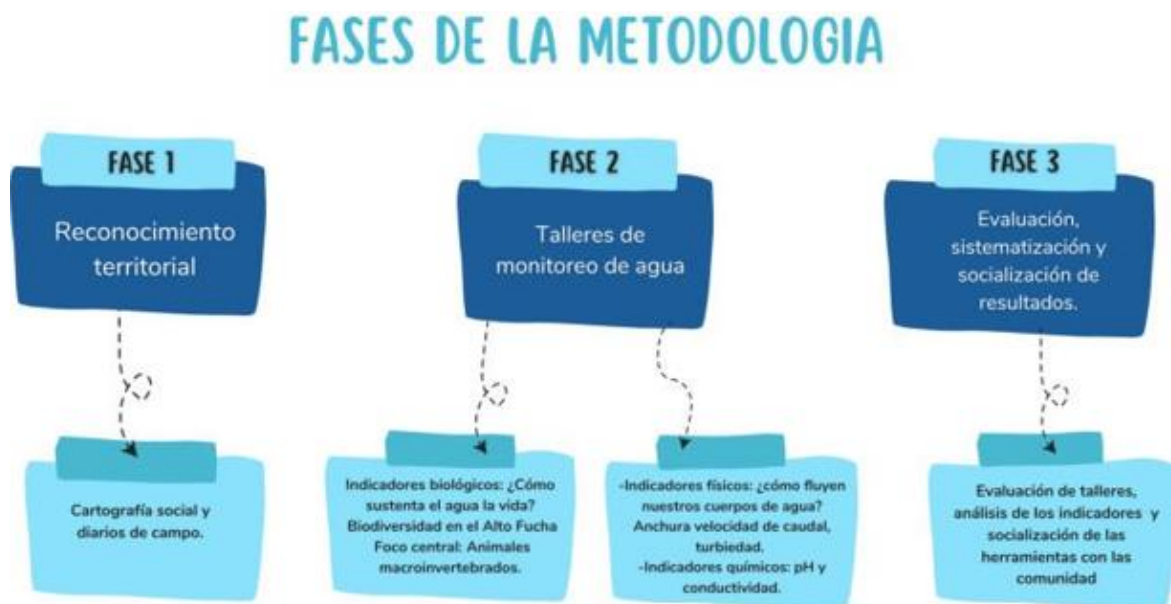 FASES DE LA METODOLOGIA
FASE 1
Reconocimiento
territorial
Cartografía social y
diarios de campo.
FASE 2
Talleres de
monitoreo de agua
Indicadores biológicos: ¿Cómo
sustenta el agua la vida?
Biodiversidad en el Alto Fucha
Foco central: Animales
macroinvertebrados.
-Indicadores físicos: ¿cómo fluyen
nuestros cuerpos de agua?
Anchura velocidad de caudal,
turbiedad.
-Indicadores químicos: pH y
conductividad.
FASE 3
Evaluación,
sistematización y
socialización de
resultados.
Evaluación de talleres,
análisis de los indicadores y
socialización de las
herramientas con las
comunidad